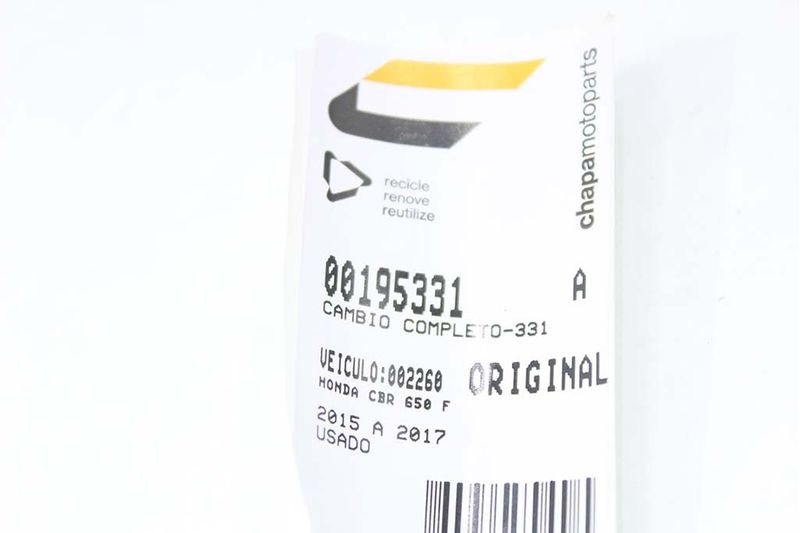 chapamotoparts
recicle
renove
reutilize
00195331 A
CAMBIO COMPLETO-331
VEICULO:002260 ORIGINAL
HONDA CBR 650 F
2015 A 2017
USADO